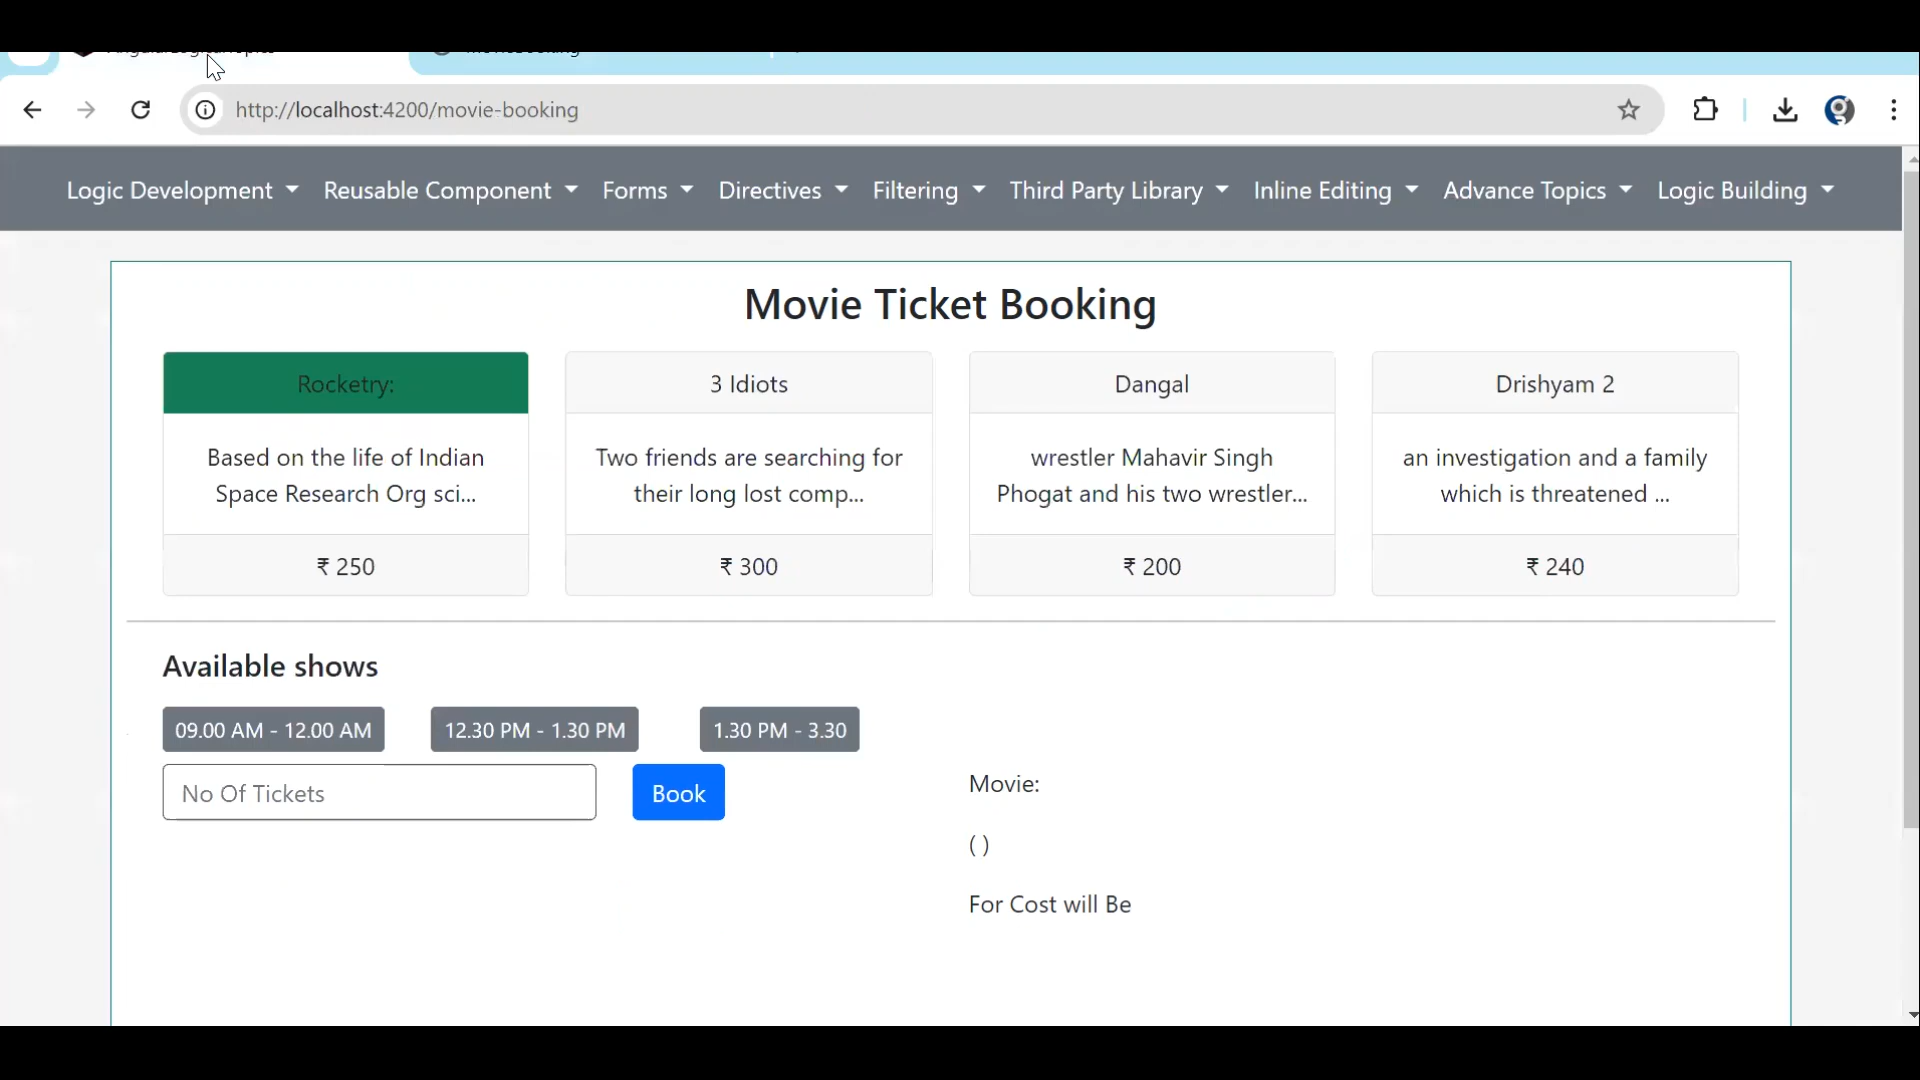 http://localhost:4200/movie-booking
Logic Development Reusable Component Forms Directives Filtering Third Party Library Inline Editing Advance Topics Logic Building
Movie Ticket Booking
Rocketry: 3 Idiots Dangal Drishyam 2
Based on the life of Indian Two friends are searching for wrestler Mahavir Singh an investigation and a family
Space Research Org sci... their long lost comp... Phogat and his two wrestler... which is threatened ...
₹ 250 ₹ 300 ₹ 200 ₹ 240
Available shows
09.00 AM - 12.00 AM 12.30 PM - 1.30 PM 1.30 PM - 3.30
No Of Tickets Book Movie:
( )
For Cost will Be